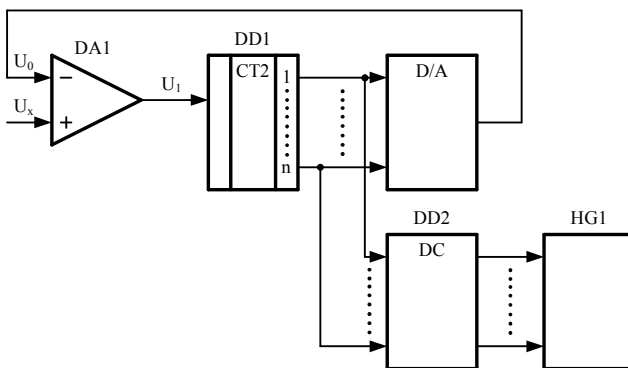 DA1
DD1
U₀
−
Uₓ
+
U₁
CT2
1
n
D/A
DD2
DC
HG1